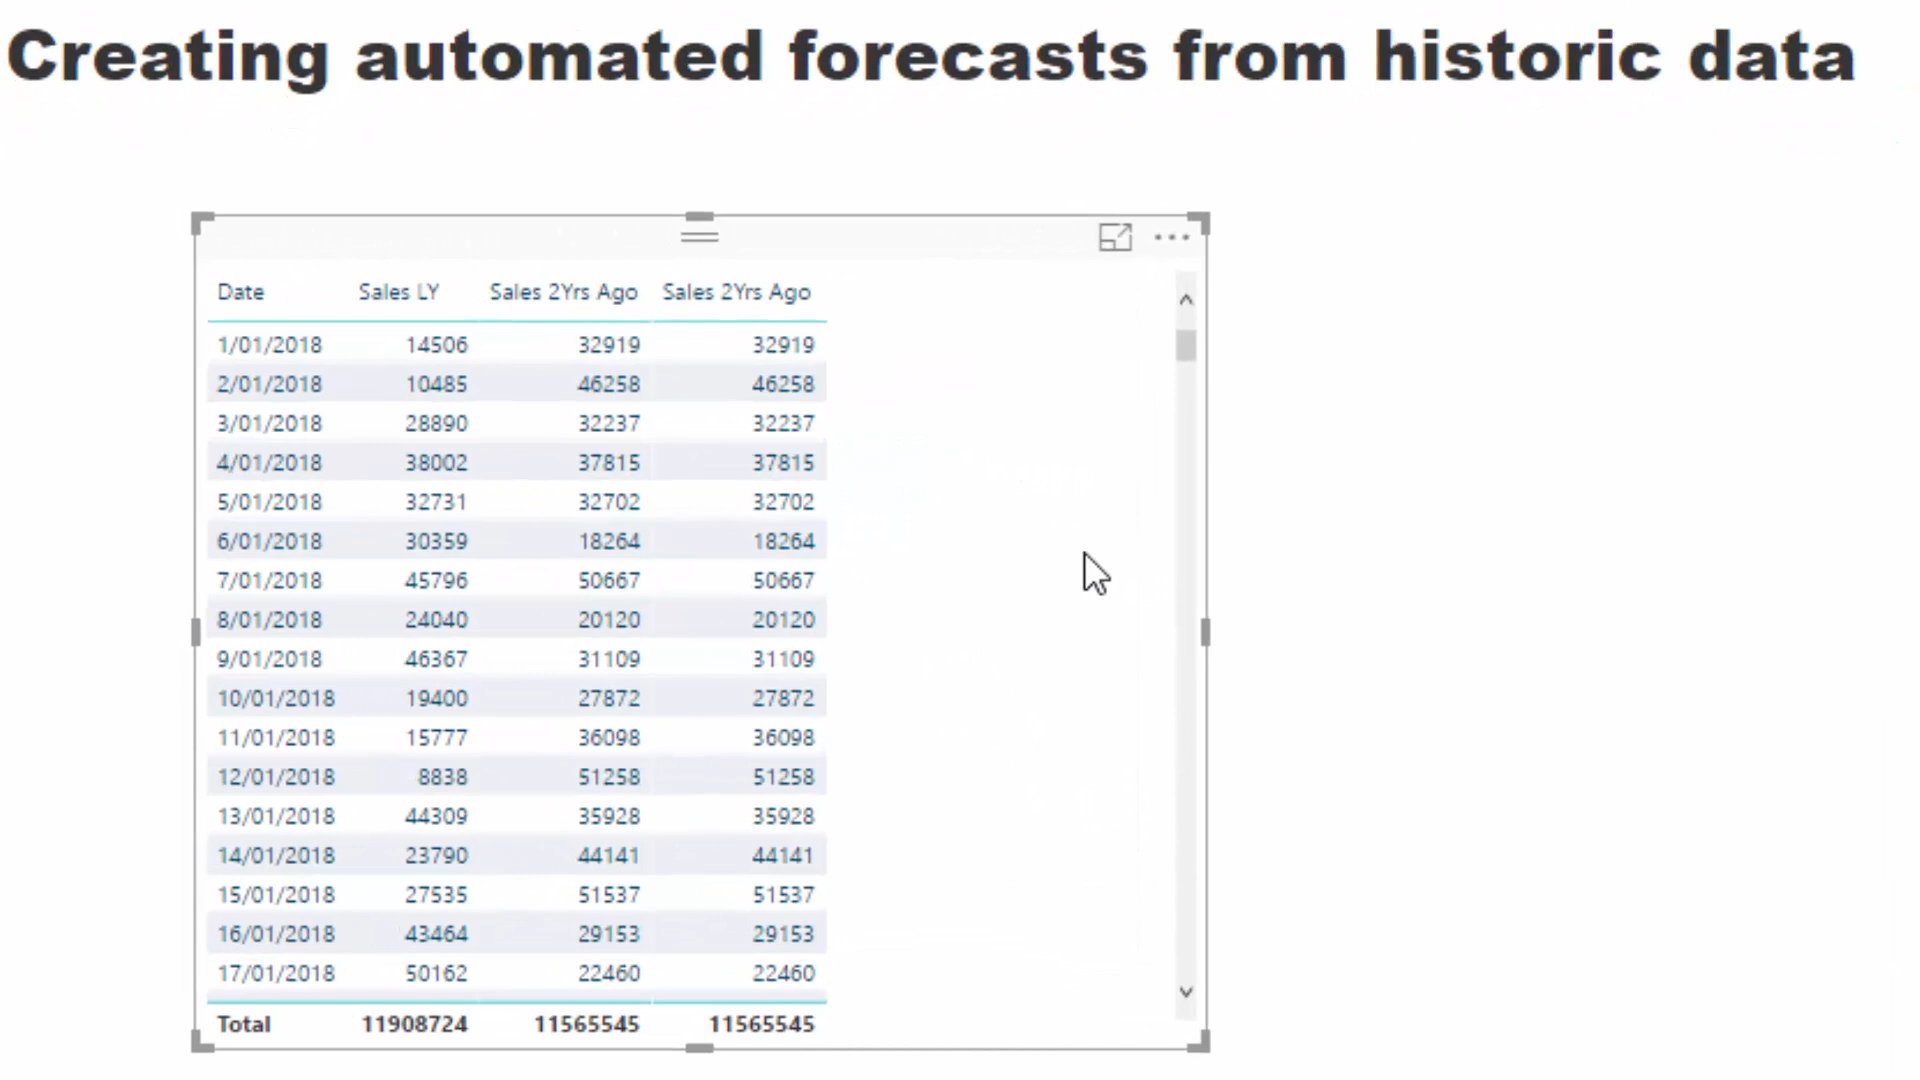 Creating automated forecasts from historic data
Date Sales LY Sales 2Yrs Ago Sales 2Yrs Ago
1/01/2018 14506 32919 32919
2/01/2018 10485 46258 46258
3/01/2018 28890 32237 32237
4/01/2018 38002 37815 37815
5/01/2018 32731 32702 32702
6/01/2018 30359 18264 18264
7/01/2018 45796 50667 50667
8/01/2018 24040 20120 20120
9/01/2018 46367 31109 31109
10/01/2018 19400 27872 27872
11/01/2018 15777 36098 36098
12/01/2018 8838 51258 51258
13/01/2018 44309 35928 35928
14/01/2018 23790 44141 44141
15/01/2018 27535 51537 51537
16/01/2018 43464 29153 29153
17/01/2018 50162 22460 22460
Total 11908724 11565545 11565545